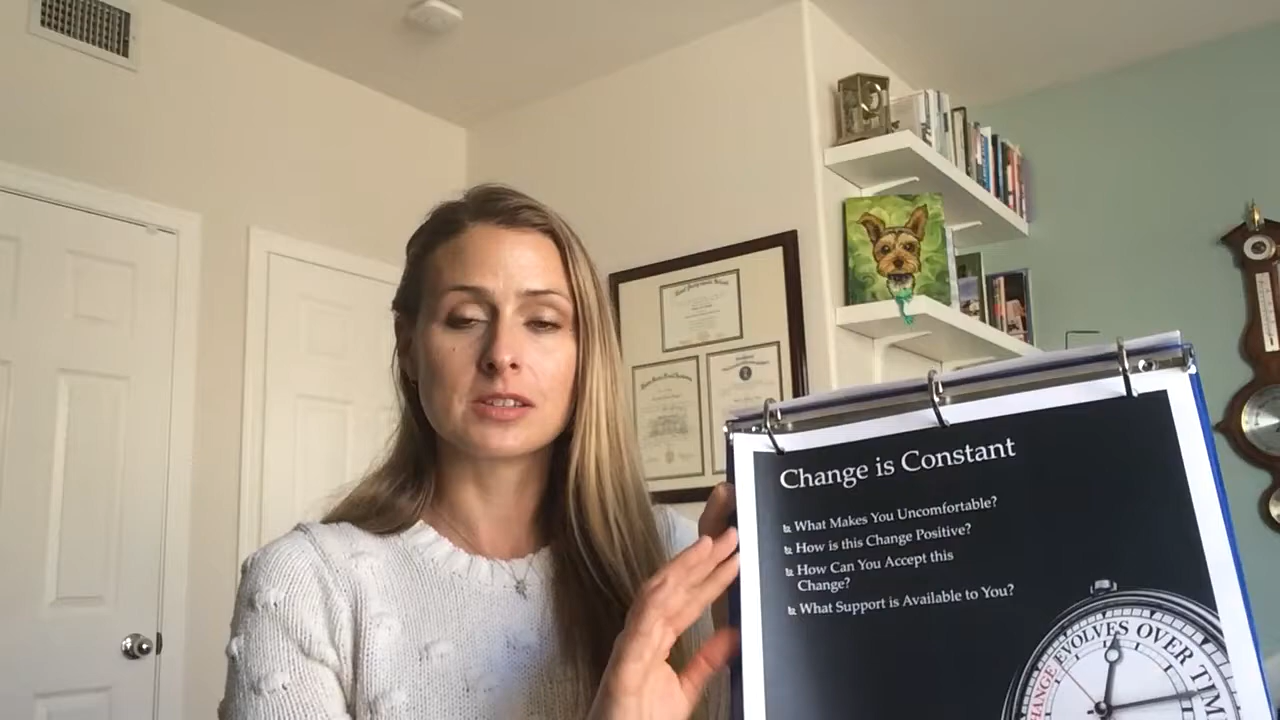 Change is Constant
What Makes You Uncomfortable?
How is this Change Positive?
How Can You Accept this
Change?
What Support is Available to You?
CHANGE EVOLVES OVER TIM